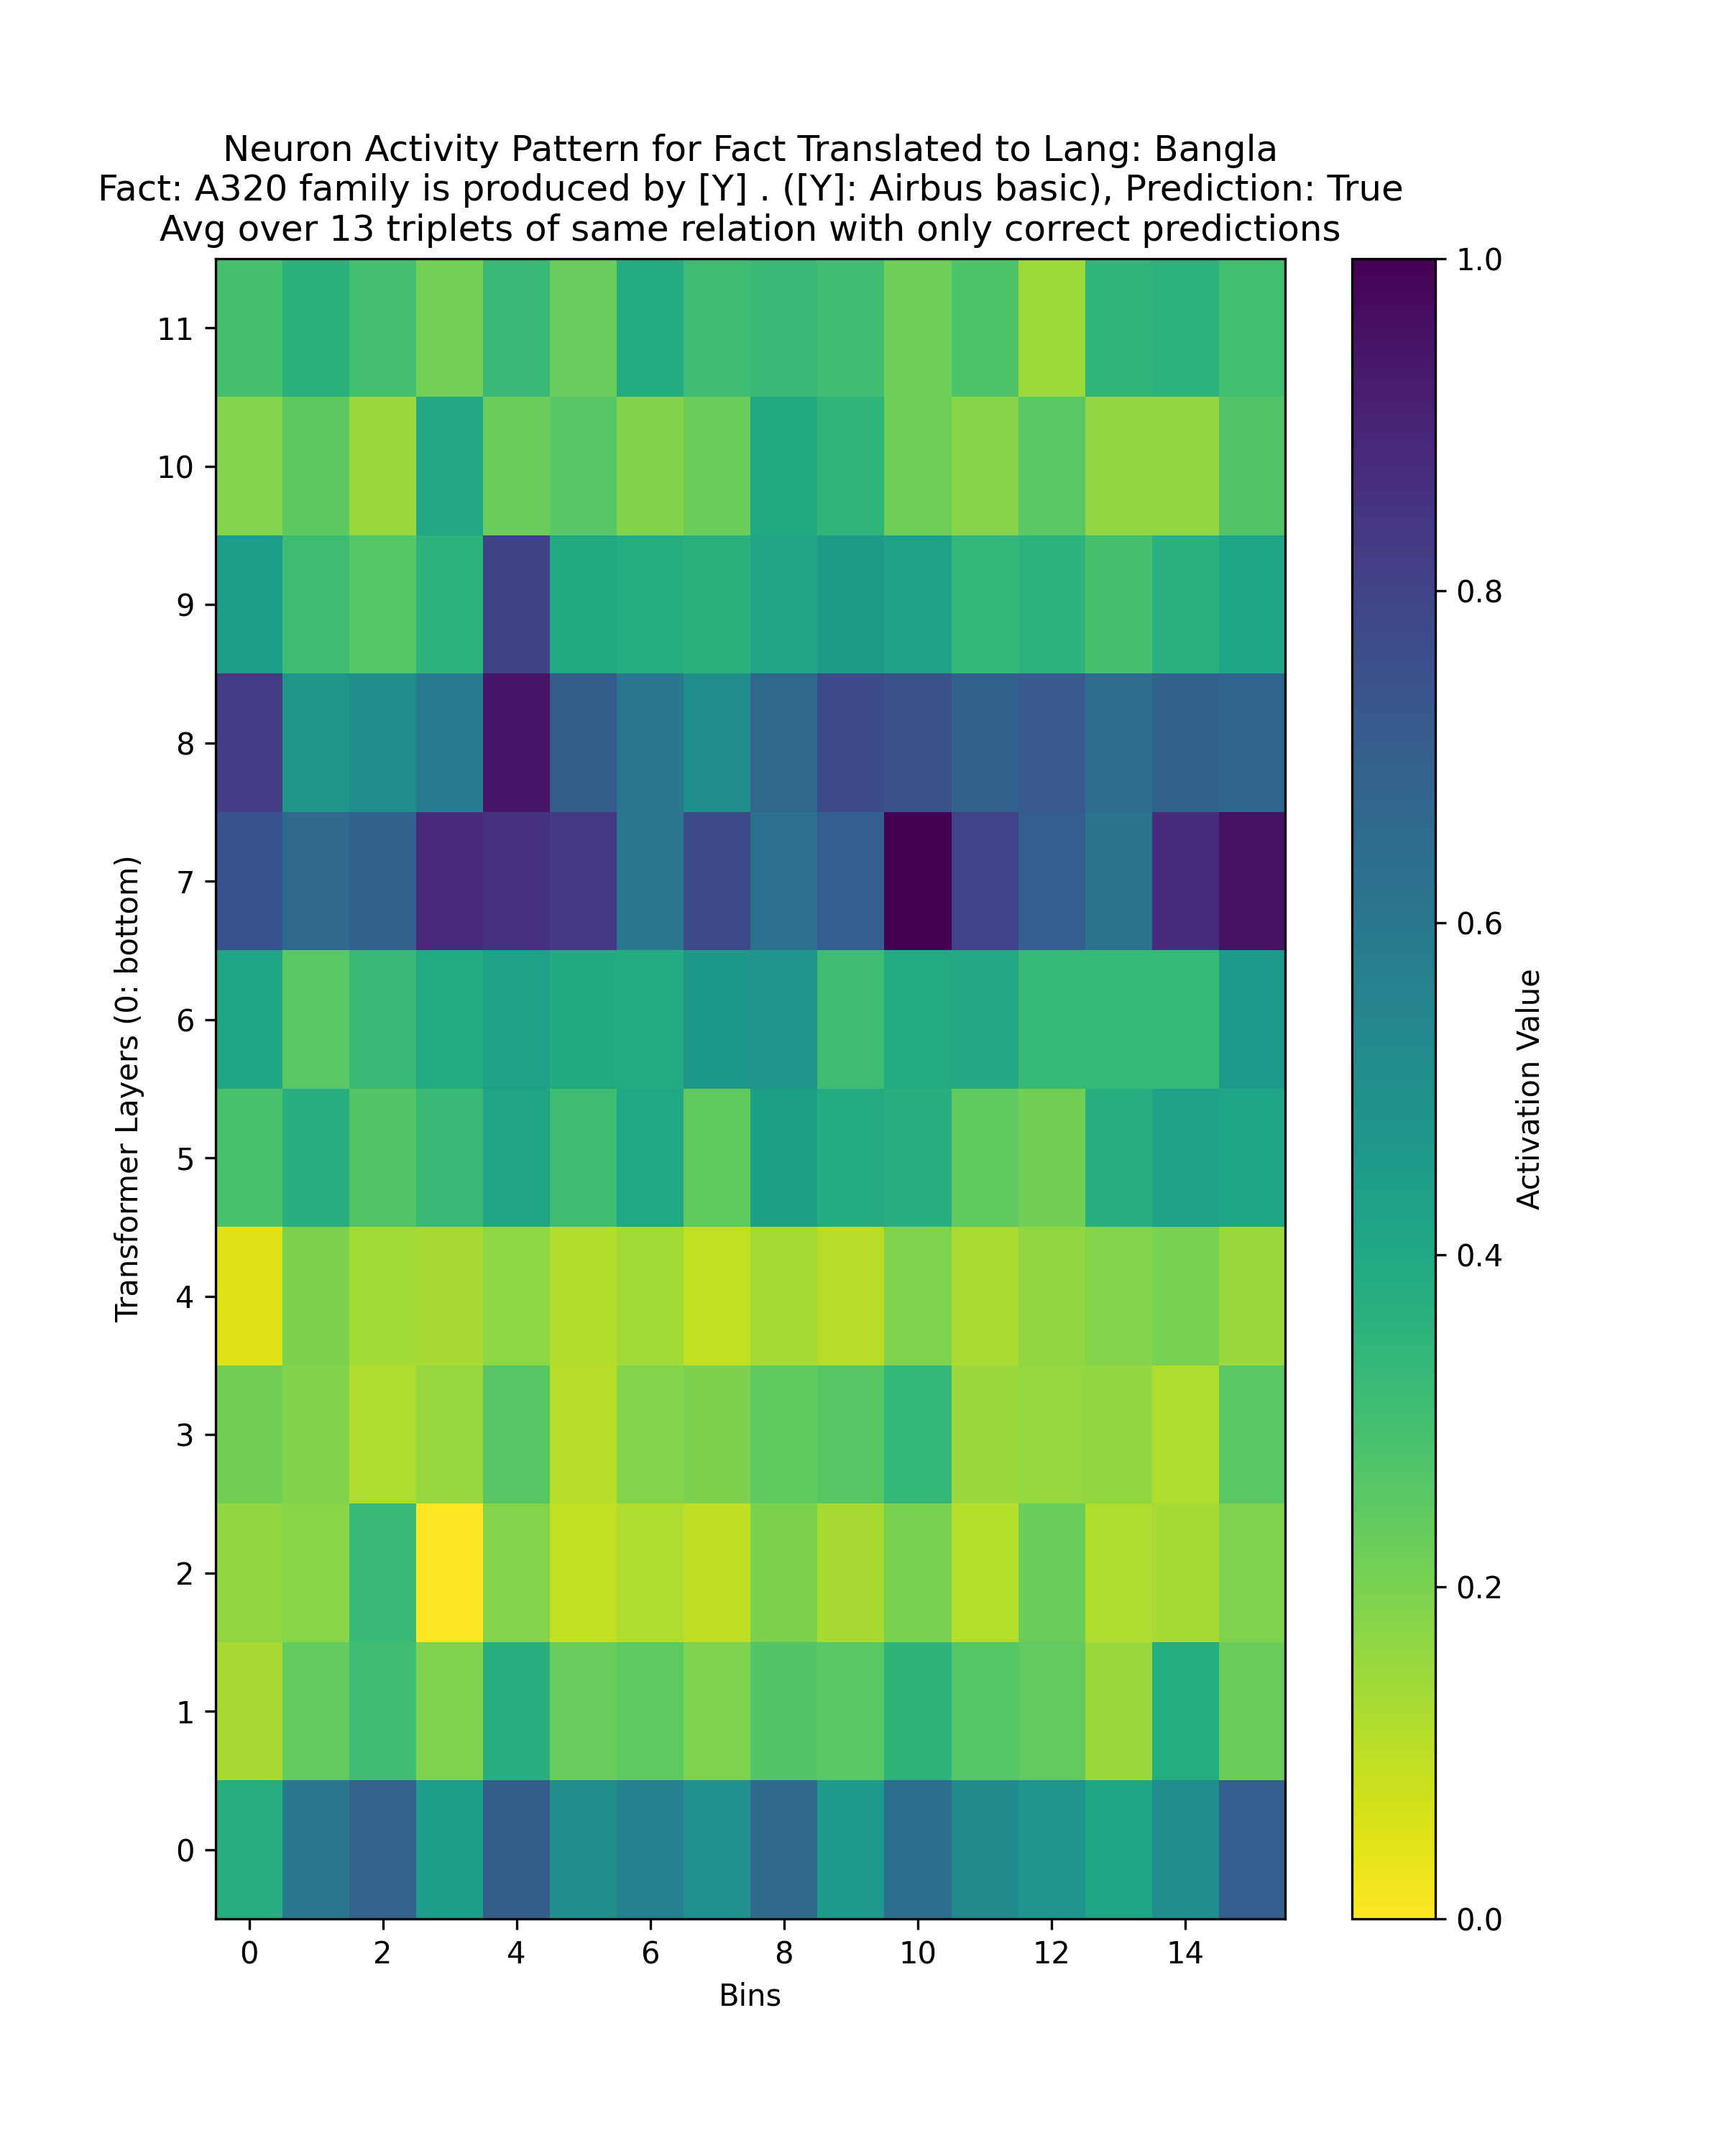 Neuron Activity Pattern for Fact Translated to Lang: Bangla
Fact: A320 family is produced by [Y] . ([Y]: Airbus basic), Prediction: True
Avg over 13 triplets of same relation with only correct predictions
1.0
0.8
0.6
0.4
0.2
0.0
Activation Value
11
10
9
8
7
6
5
4
3
2
1
0
Transformer Layers (0: bottom)
0 2 4 6 8 10 12 14
Bins